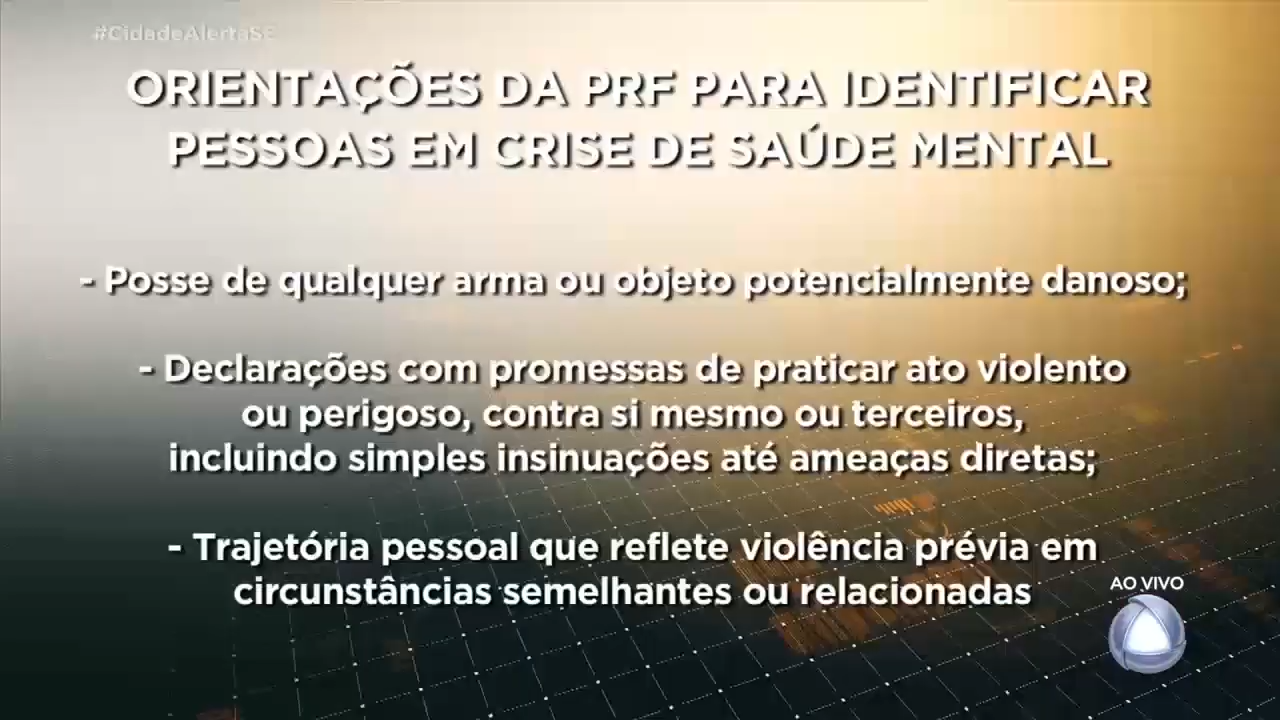 #CidadeAlertaSE
ORIENTAÇÕES DA PRF PARA IDENTIFICAR
PESSOAS EM CRISE DE SAÚDE MENTAL
- Posse de qualquer arma ou objeto potencialmente danoso;
- Declarações com promessas de praticar ato violento
ou perigoso, contra si mesmo ou terceiros,
incluindo simples insinuações até ameaças diretas;
- Trajetória pessoal que reflete violência prévia em
circunstâncias semelhantes ou relacionadas
AO VIVO